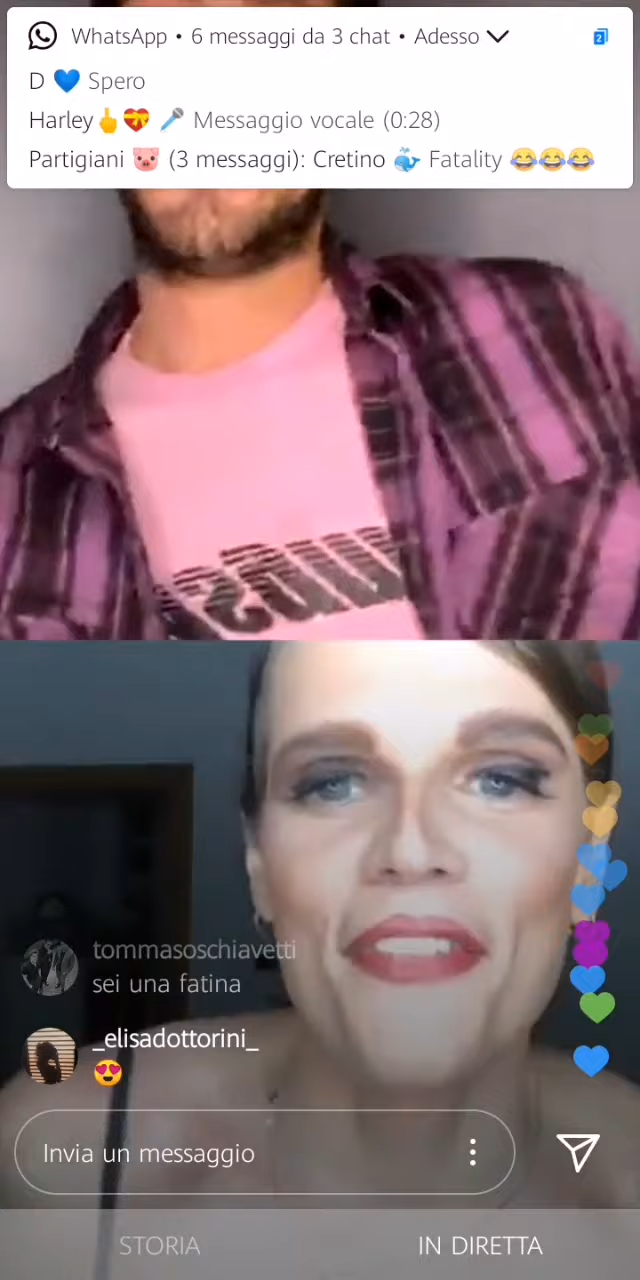 WhatsApp • 6 messaggi da 3 chat • Adesso
2
D 💙 Spero
Harley🖕💝 🎤 Messaggio vocale (0:28)
Partigiani 🐷 (3 messaggi): Cretino 🐳 Fatality 😂😂😂
tommasoschiavetti
sei una fatina
_elisadottorini_
😍
Invia un messaggio
STORIA
IN DIRETTA